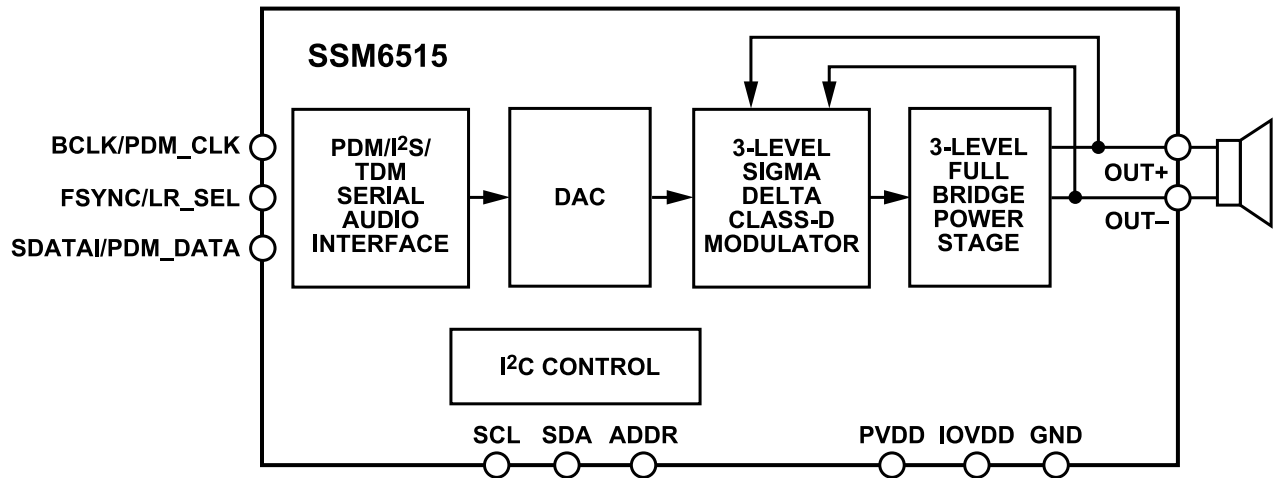 SSM6515
BCLK/PDM_CLK
FSYNC/LR_SEL
SDATAI/PDM_DATA
PDM/I²S/
TDM
SERIAL
AUDIO
INTERFACE
DAC
3-LEVEL
SIGMA
DELTA
CLASS-D
MODULATOR
3-LEVEL
FULL
BRIDGE
POWER
STAGE
OUT+
OUT–
I²C CONTROL
SCL SDA ADDR PVDD IOVDD GND